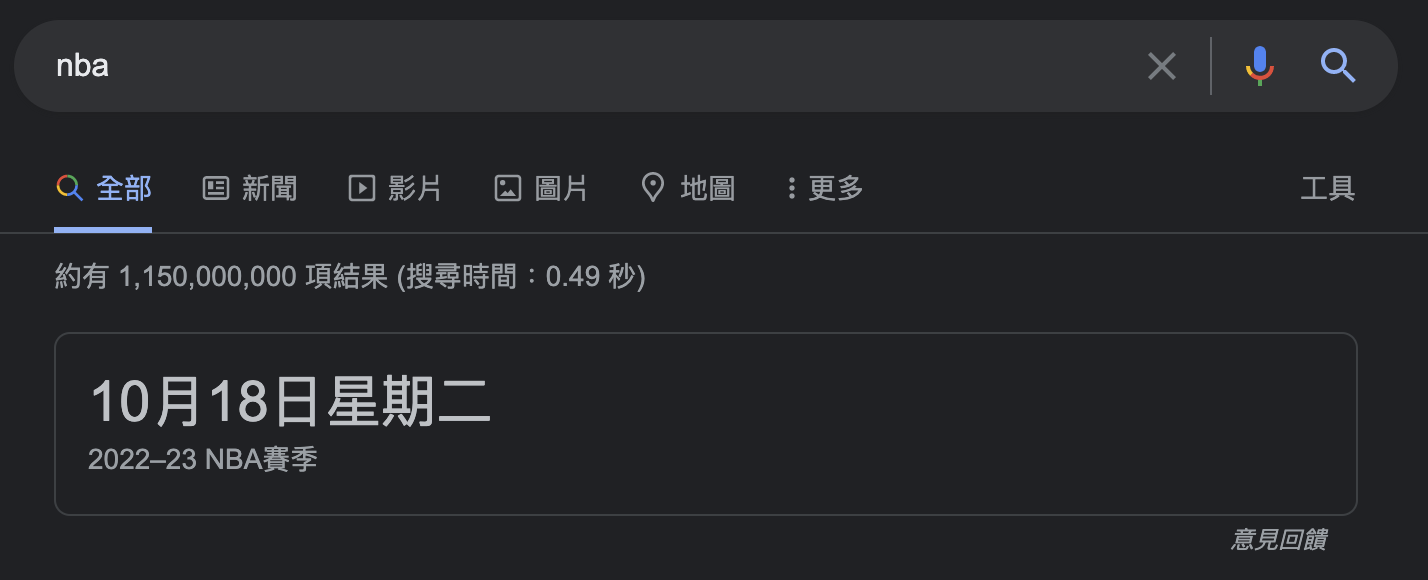 nba
全部 新聞 影片 圖片 地圖 更多 工具
約有 1,150,000,000 項結果 (搜尋時間：0.49 秒)
10月18日星期二
2022–23 NBA賽季
意見回饋